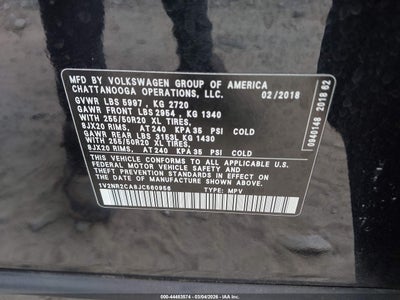 MFD BY VOLKSWAGEN GROUP OF AMERICA
CHATTANOOGA OPERATIONS, LLC. 02/2018
GVWR LBS 5997 , KG 2720
GAWR FRONT LBS 2954 , KG 1340
WITH 255/50R20 XL TIRES,
8JX20 RIMS, AT 240 KPA 35 PSI COLD
GAWR REAR LBS 3153, KG 1430
WITH 255/50R20 XL TIRES,
8JX20 RIMS, AT 240 KPA 35 PSI COLD
THIS VEHICLE CONFORMS TO ALL APPLICABLE U.S.
FEDERAL MOTOR VEHICLE SAFETY AND
THEFT PREVENTION STANDARDS IN EFFECT
ON THE DATE OF MANUFACTURE SHOWN ABOVE.
1V2NR2CA8JC580956 TYPE: MPV
0940148 2018 62
000-44463574 - 03/04/2026 - IAA